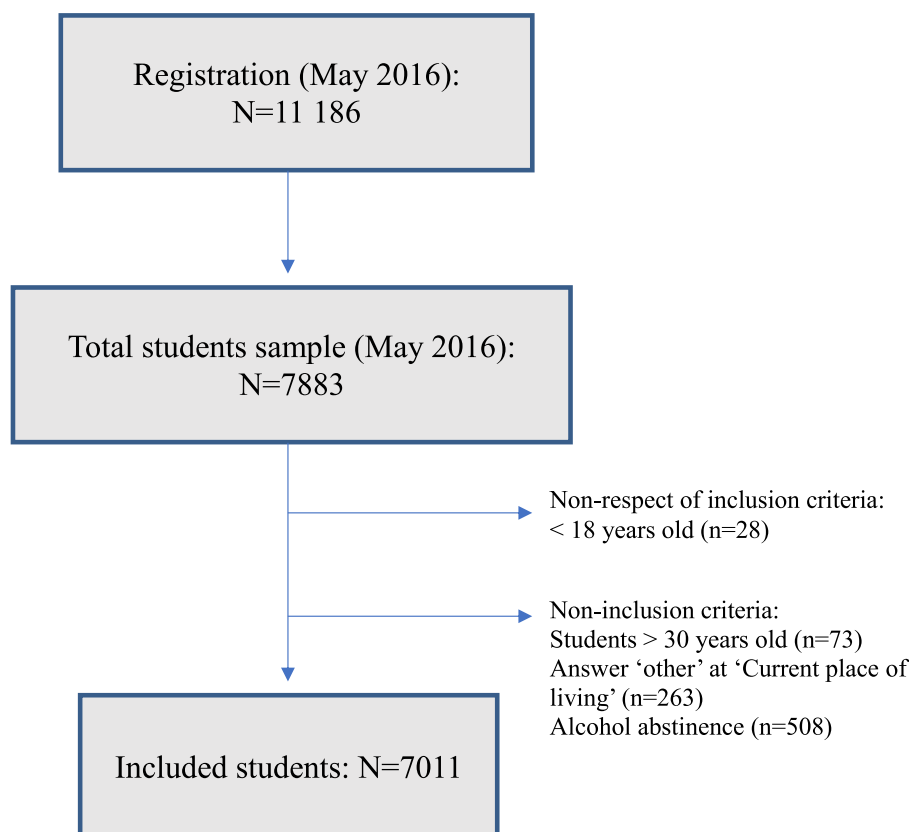 Registration (May 2016):
N=11 186
Total students sample (May 2016):
N=7883
Non-respect of inclusion criteria:
< 18 years old (n=28)
Non-inclusion criteria:
Students > 30 years old (n=73)
Answer ‘other’ at ‘Current place of
living’ (n=263)
Alcohol abstinence (n=508)
Included students: N=7011